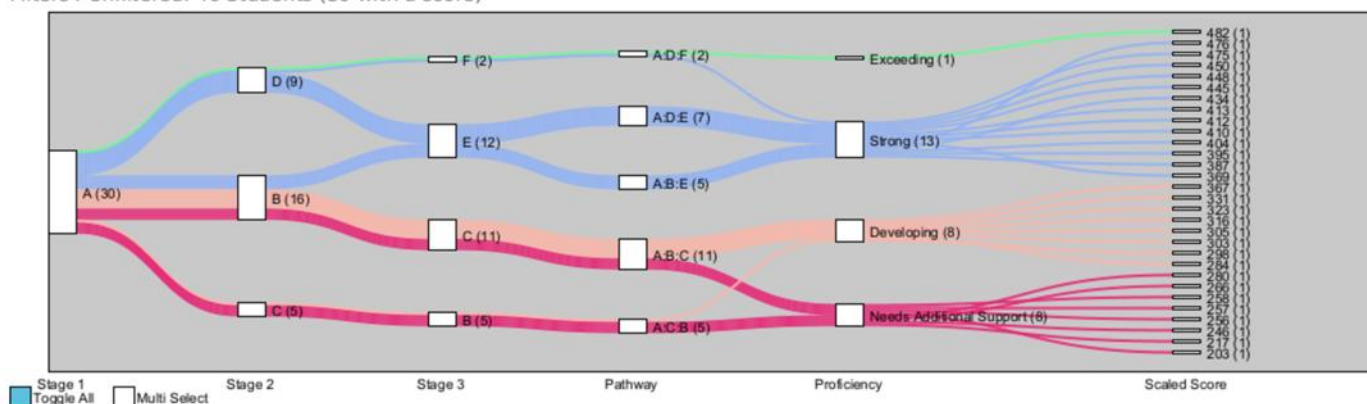 A (30)
D (9)
B (16)
C (5)
F (2)
E (12)
C (11)
B (5)
A:D:F (2)
A:D:E (7)
A:B:E (5)
A:B:C (11)
A:C:B (5)
Exceeding (1)
Strong (13)
Developing (8)
Needs Additional Support (8)
482 (1)
476 (1)
475 (1)
450 (1)
448 (1)
445 (1)
434 (1)
413 (1)
412 (1)
410 (1)
404 (1)
395 (1)
387 (1)
369 (1)
367 (1)
331 (1)
323 (1)
316 (1)
305 (1)
303 (1)
298 (1)
284 (1)
280 (1)
266 (1)
258 (1)
257 (1)
256 (1)
246 (1)
217 (1)
203 (1)
Stage 1 Stage 2 Stage 3 Pathway Proficiency Scaled Score
Toggle All Multi Select